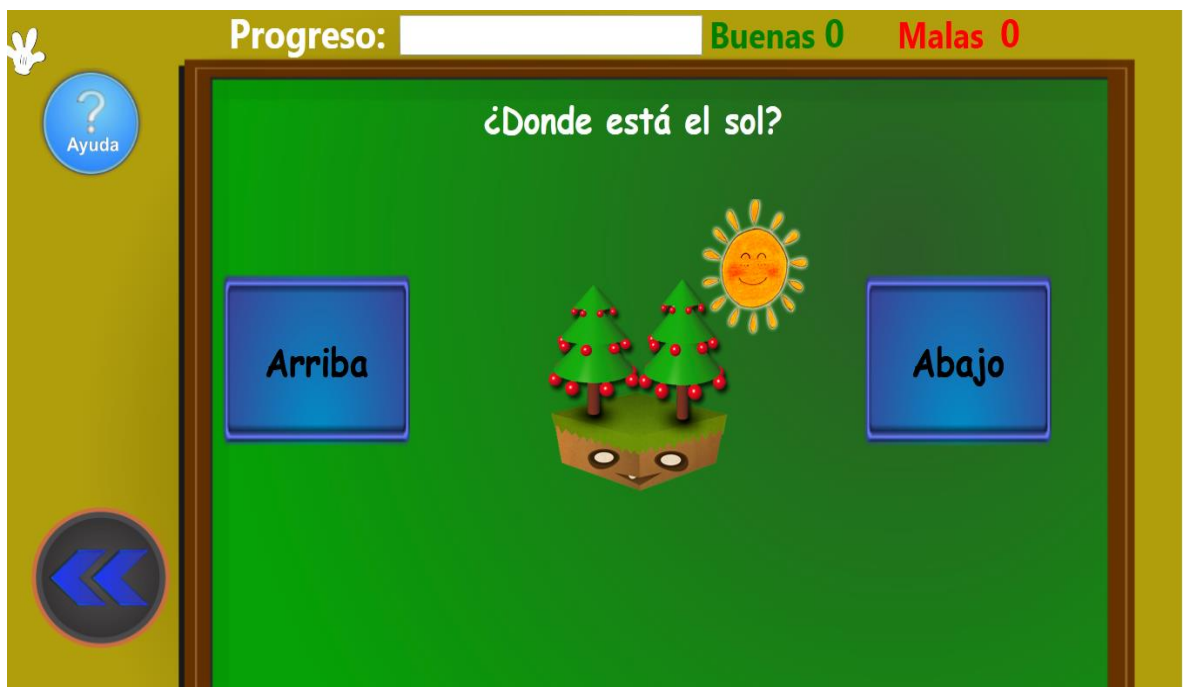 Progreso:
Buenas 0
Malas 0
?
Ayuda
¿Donde está el sol?
Arriba
Abajo